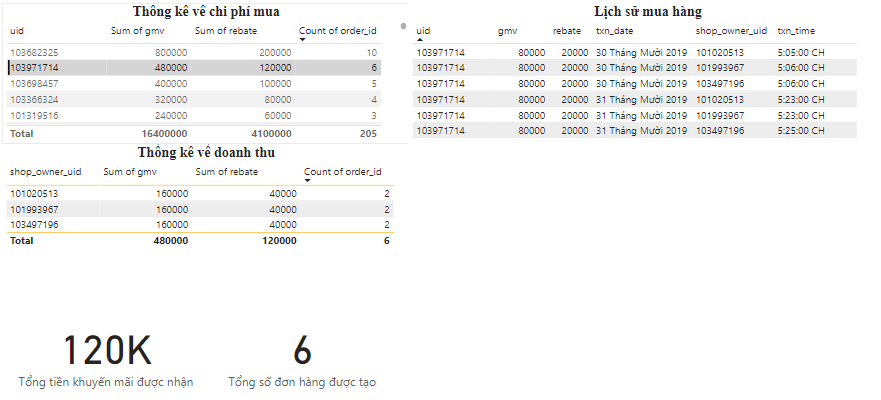 Thống kê về chi phí mua
uid Sum of gmv Sum of rebate Count of order_id
103682325 800000 200000 10
103971714 480000 120000 6
103698457 400000 100000 5
103366324 320000 80000 4
101319516 240000 60000 3
Total 16400000 4100000 205
Thống kê về doanh thu
shop_owner_uid Sum of gmv Sum of rebate Count of order_id
101020513 160000 40000 2
101993967 160000 40000 2
103497196 160000 40000 2
Total 480000 120000 6
120K
Tổng tiền khuyến mãi được nhận
6
Tổng số đơn hàng được tạo
Lịch sử mua hàng
uid gmv rebate txn_date shop_owner_uid txn_time
103971714 80000 20000 30 Tháng Mười 2019 101020513 5:05:00 CH
103971714 80000 20000 30 Tháng Mười 2019 101993967 5:06:00 CH
103971714 80000 20000 30 Tháng Mười 2019 103497196 5:06:00 CH
103971714 80000 20000 31 Tháng Mười 2019 101020513 5:23:00 CH
103971714 80000 20000 31 Tháng Mười 2019 101993967 5:23:00 CH
103971714 80000 20000 31 Tháng Mười 2019 103497196 5:25:00 CH